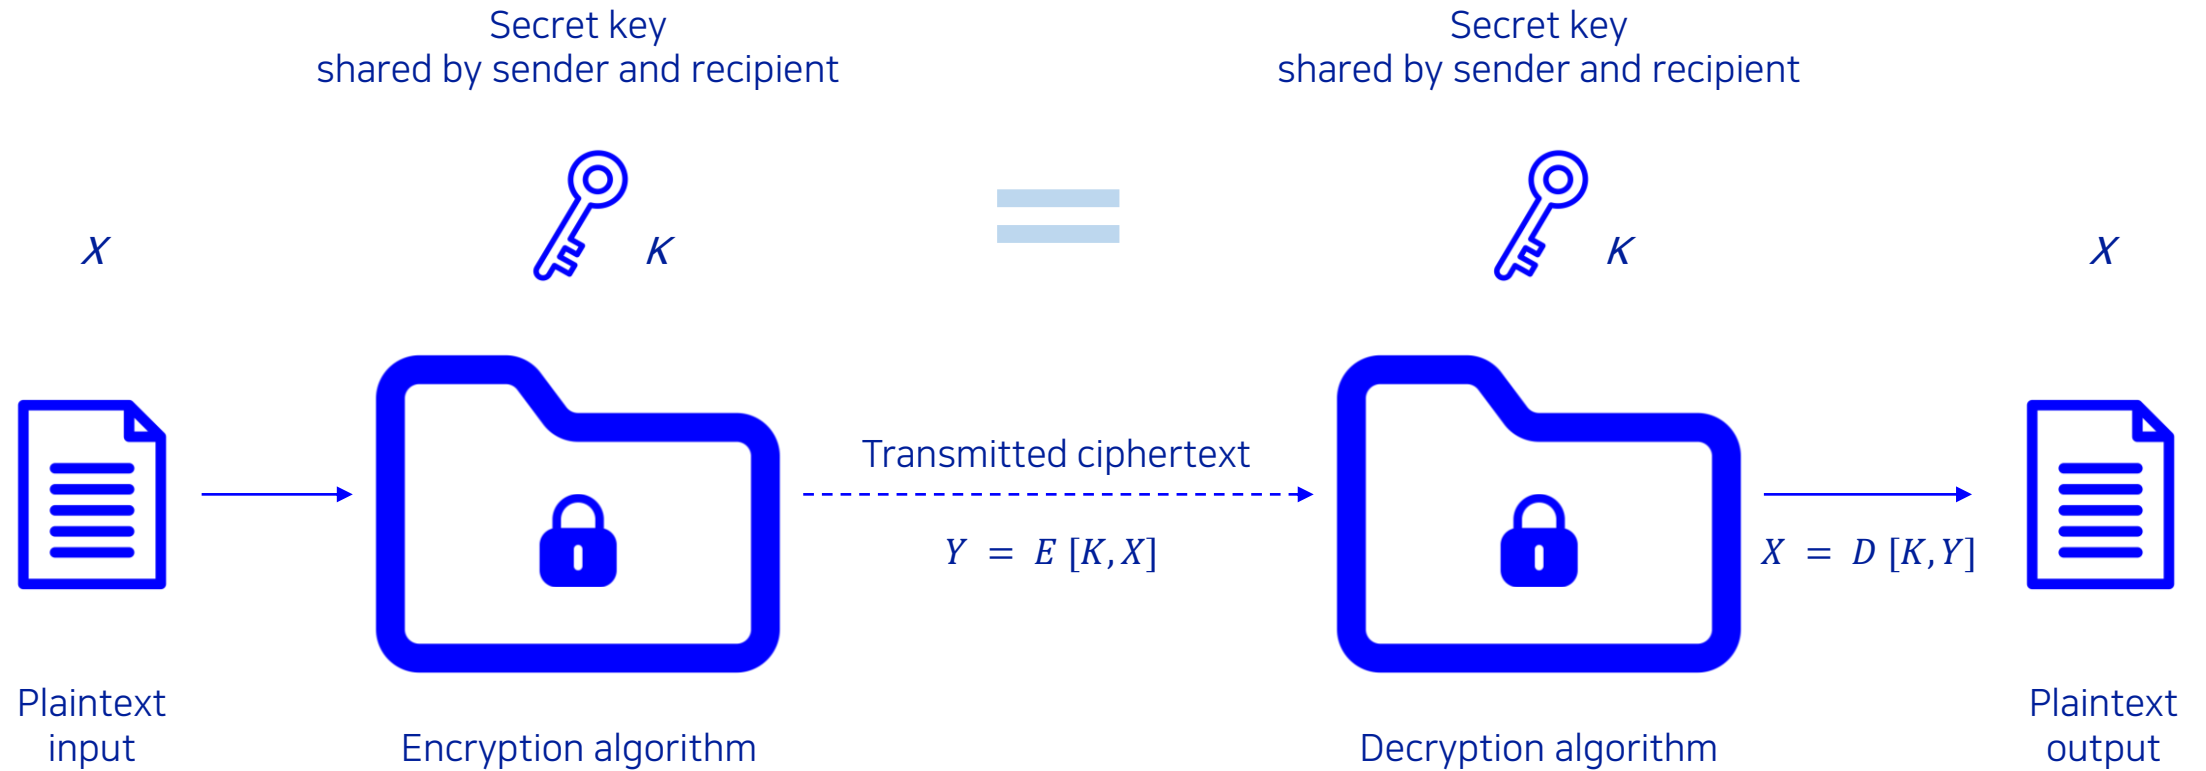 Secret key
shared by sender and recipient
Secret key
shared by sender and recipient
X
K
K
X
Transmitted ciphertext
Y = E [K, X]
X = D [K, Y]
Plaintext
input
Encryption algorithm
Decryption algorithm
Plaintext
output